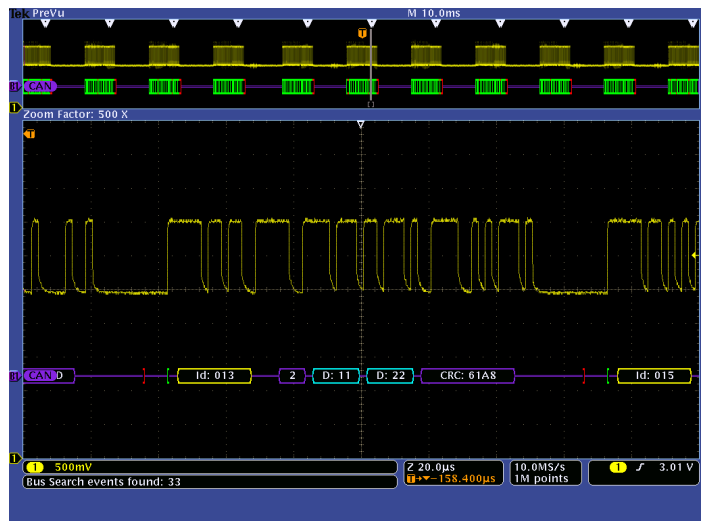 Tek PreVu M 10.0ms
T
B1 CAN
1
Zoom Factor: 500 X
T
B1 CAN D Id: 013 2 D: 11 D: 22 CRC: 61A8 Id: 015
1
1 500mV Z 20.0µs 10.0MS/s 1 3.01 V
T→▼−158.400µs 1M points
Bus Search events found: 33